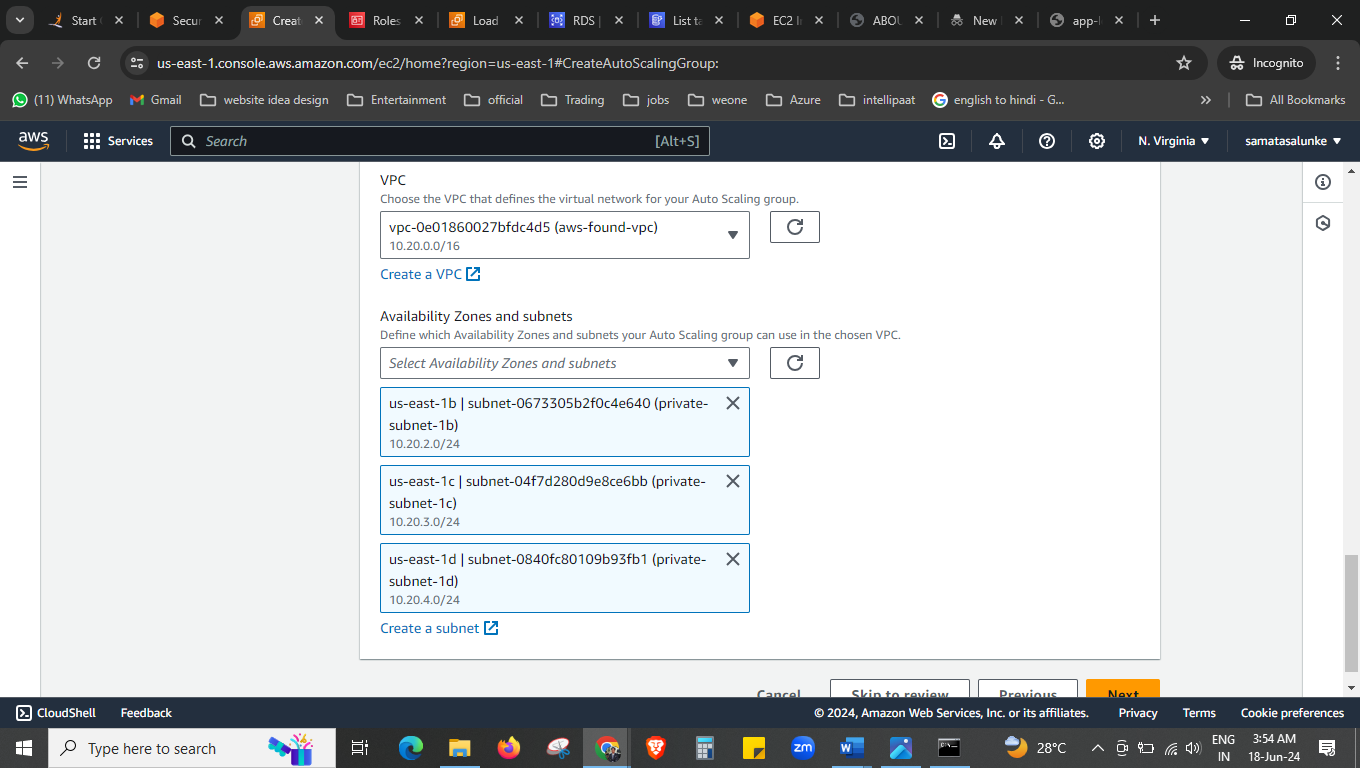 Start
Secur
Creat
Roles
Load
RDS |
List ta
EC2 In
ABOU
New
app-l
us-east-1.console.aws.amazon.com/ec2/home?region=us-east-1#CreateAutoScalingGroup:
Incognito
(11) WhatsApp
Gmail
website idea design
Entertainment
official
Trading
jobs
weone
Azure
intellipaat
english to hindi - G...
All Bookmarks
aws
Services
Search
[Alt+S]
N. Virginia
samatasalunke
VPC
Choose the VPC that defines the virtual network for your Auto Scaling group.
vpc-0e01860027bfdc4d5 (aws-found-vpc)
10.20.0.0/16
Create a VPC
Availability Zones and subnets
Define which Availability Zones and subnets your Auto Scaling group can use in the chosen VPC.
Select Availability Zones and subnets
us-east-1b | subnet-0673305b2f0c4e640 (private-
subnet-1b)
10.20.2.0/24
us-east-1c | subnet-04f7d280d9e8ce6bb (private-
subnet-1c)
10.20.3.0/24
us-east-1d | subnet-0840fc80109b93fb1 (private-
subnet-1d)
10.20.4.0/24
Create a subnet
Cancel
Skip to review
Previous
Next
CloudShell
Feedback
© 2024, Amazon Web Services, Inc. or its affiliates.
Privacy
Terms
Cookie preferences
Type here to search
zm
28°C
ENG
IN
3:54 AM
18-Jun-24